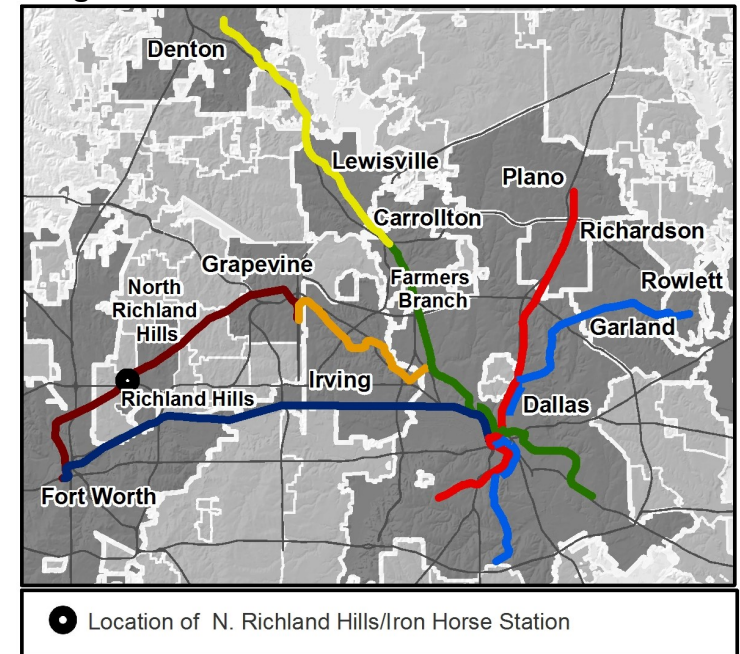 Denton
Lewisville
Plano
Carrollton
Richardson
Grapevine
Farmers
Branch
Rowlett
North
Richland
Hills
Garland
Irving
Richland Hills
Dallas
Fort Worth
Location of N. Richland Hills/Iron Horse Station